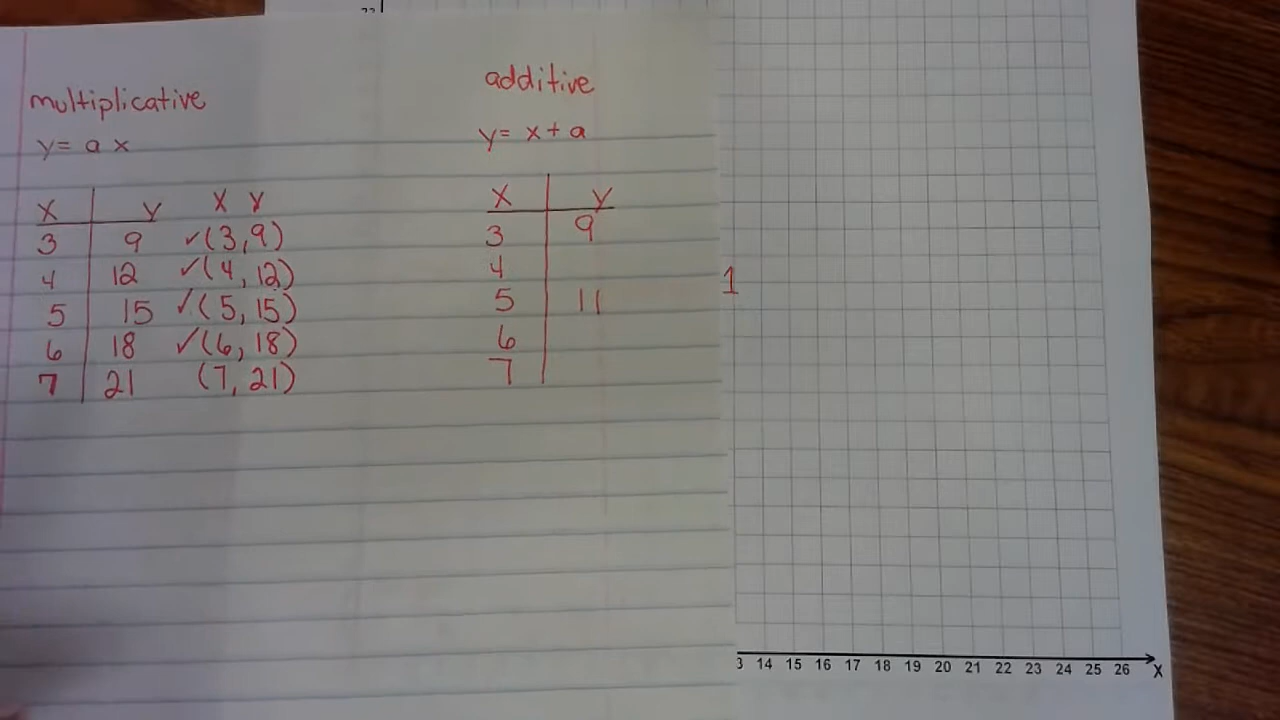 multiplicative
y= ax
X Y X Y
3 9 ✓(3,9)
4 12 ✓(4,12)
5 15 ✓(5,15)
6 18 ✓(6,18)
7 21 (7,21)
additive
y= x+a
X Y
3 9
4
5 11
6
7
1
3 14 15 16 17 18 19 20 21 22 23 24 25 26 X